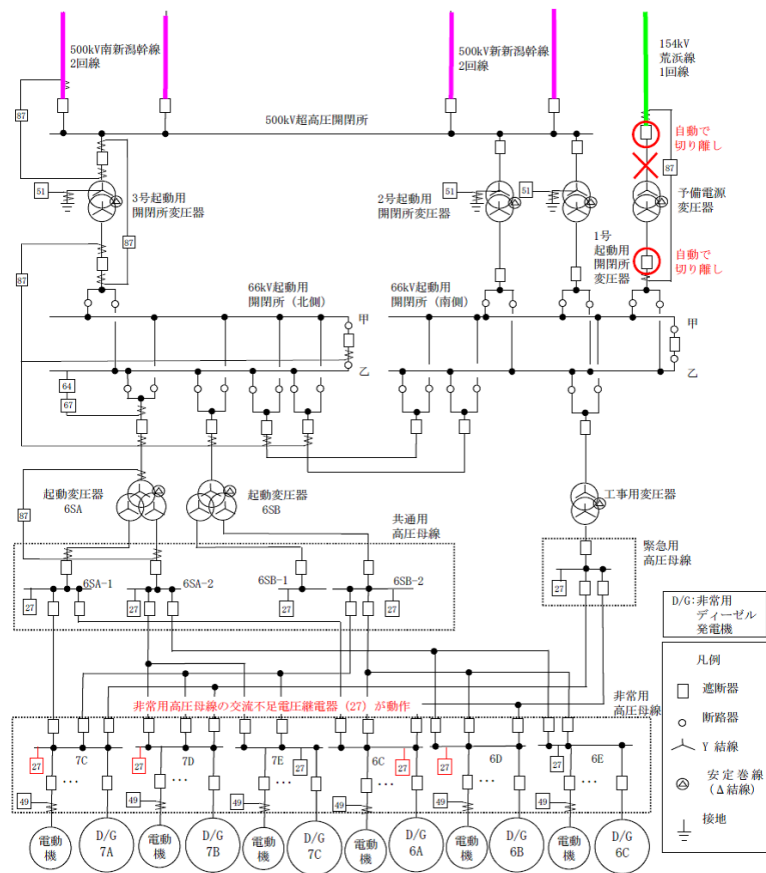 500kV南新潟幹線
2回線
500kV新新潟幹線
2回線
154kV
荒浜線
1回線
87
500kV超高圧開閉所
自動で
切り離し
87
51
3号起動用
開閉所変圧器
51
2号起動用
開閉所変圧器
51
予備電源
変圧器
87
87
1号
起動用
開閉所
変圧器
自動で
切り離し
66kV起動用
開閉所(北側)
66kV起動用
開閉所(南側)
甲
甲
乙
乙
64
67
起動変圧器
6SA
起動変圧器
6SB
工事用変圧器
87
共通用
高圧母線
緊急用
高圧母線
6SA-1
6SA-2
6SB-1
6SB-2
27
27
27
27
27
D/G:非常用
ディーゼル
発電機
凡例
遮断器
断路器
Y 結線
安定巻線
(Δ結線)
接地
非常用高圧母線の交流不足電圧継電器(27)が動作
非常用
高圧母線
7C
7D
7E
6C
6D
6E
27
27
27
27
27
27
…
…
…
…
…
…
49
49
49
49
49
49
電動
機
D/G
7A
電動
機
D/G
7B
電動
機
D/G
7C
電動
機
D/G
6A
電動
機
D/G
6B
電動
機
D/G
6C